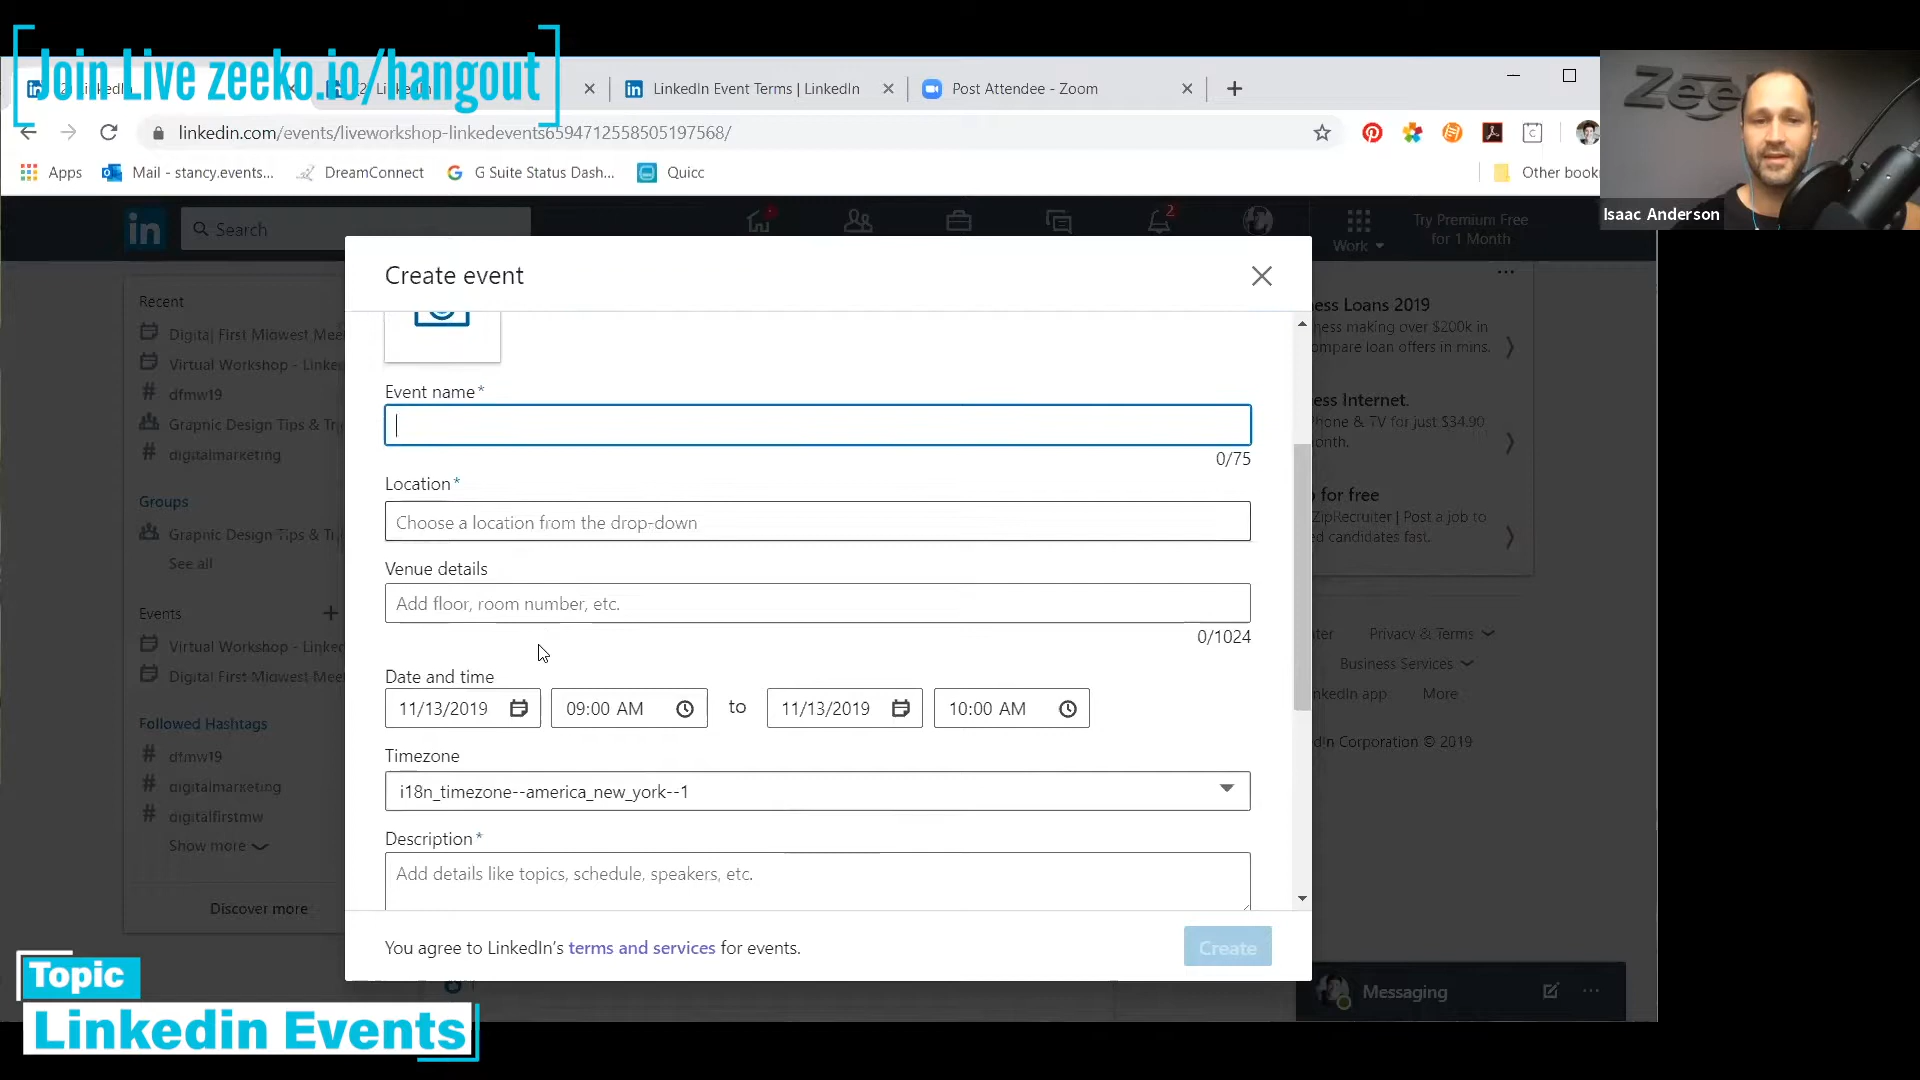 Join Live zeeko.io/hangout
LinkedIn Event Terms | LinkedIn
Post Attendee - Zoom
linkedin.com/events/liveworkshop-linkedevents6594712558505197568/
Apps
Mail - stancy.events...
DreamConnect
G Suite Status Dash...
Quicc
Other book
Isaac Anderson
in
Search
2
Work
Try Premium Free
for 1 Month
Create event
Recent
Digital First Midwest Mee
Virtual Workshop - Linke
# dfmw19
Graphic Design Tips & Tri
# digitalmarketing
Groups
Graphic Design Tips & Tri
See all
Events
Virtual Workshop - Linke
Digital First Midwest Mee
Followed Hashtags
# dfmw19
# digitalmarketing
# digitalfirstmw
Show more
Discover more
Event name*
0/75
Location*
Choose a location from the drop-down
Venue details
Add floor, room number, etc.
0/1024
Date and time
11/13/2019
09:00 AM
to
11/13/2019
10:00 AM
Timezone
i18n_timezone--america_new_york--1
Description*
Add details like topics, schedule, speakers, etc.
You agree to LinkedIn's terms and services for events.
Create
ess Loans 2019
ness making over $200k in
ompare loan offers in mins.
ess Internet.
hone & TV for just $34.90
onth.
for free
ZipRecruiter | Post a job to
ed candidates fast.
ter
Privacy & Terms
Business Services
nkedIn app
More
dIn Corporation © 2019
Messaging
Topic
Linkedin Events